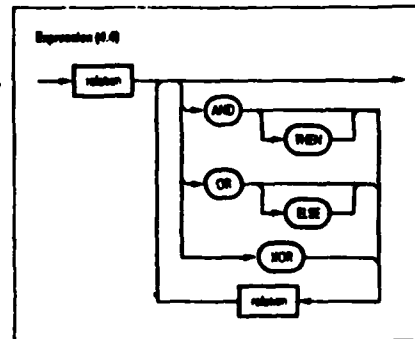 Expression (4.4)
relation
AND
THEN
OR
ELSE
XOR
relation